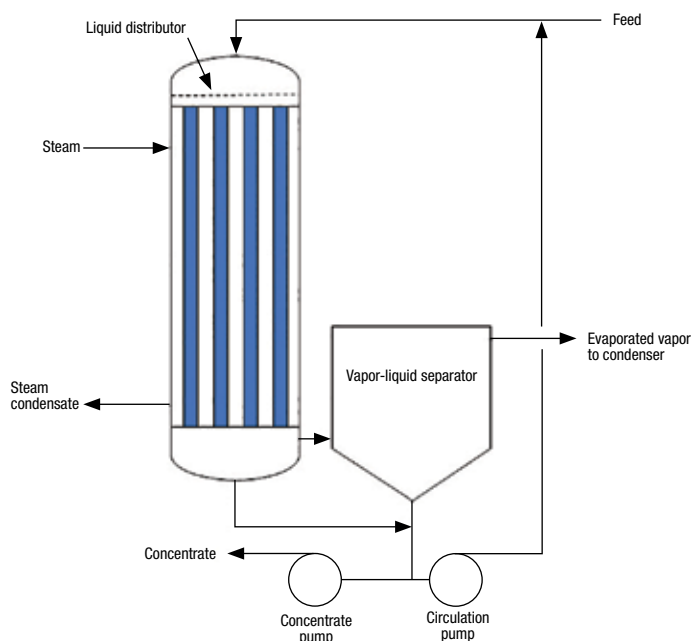 Liquid distributor
Feed
Steam
Evaporated vapor
to condenser
Vapor-liquid separator
Steam
condensate
Concentrate
Concentrate
pump
Circulation
pump